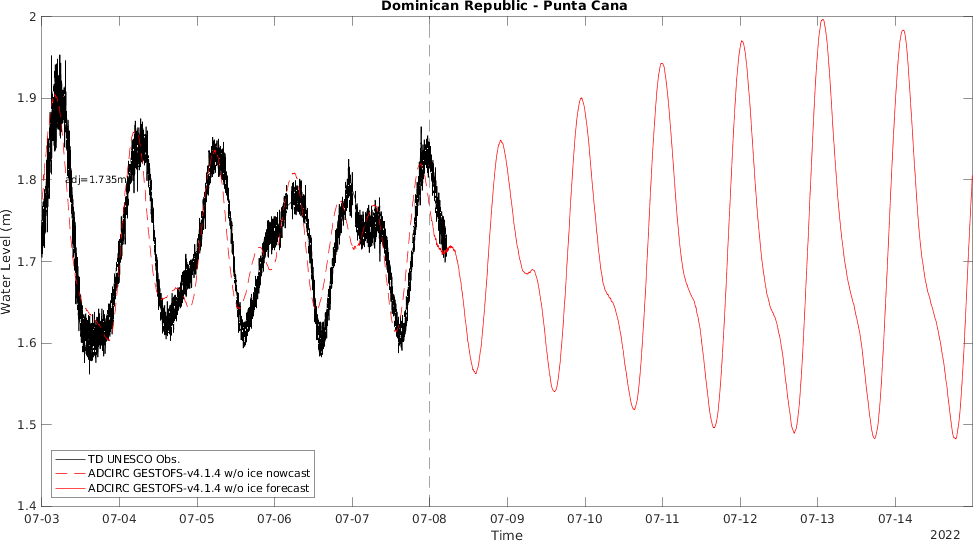 Dominican Republic - Punta Cana
Water Level (m)
2
1.9
1.8
1.7
1.6
1.5
1.4
adj=1.735m
TD UNESCO Obs.
ADCIRC GESTOFS-v4.1.4 w/o ice nowcast
ADCIRC GESTOFS-v4.1.4 w/o ice forecast
07-03 07-04 07-05 07-06 07-07 07-08 07-09 07-10 07-11 07-12 07-13 07-14
Time
2022